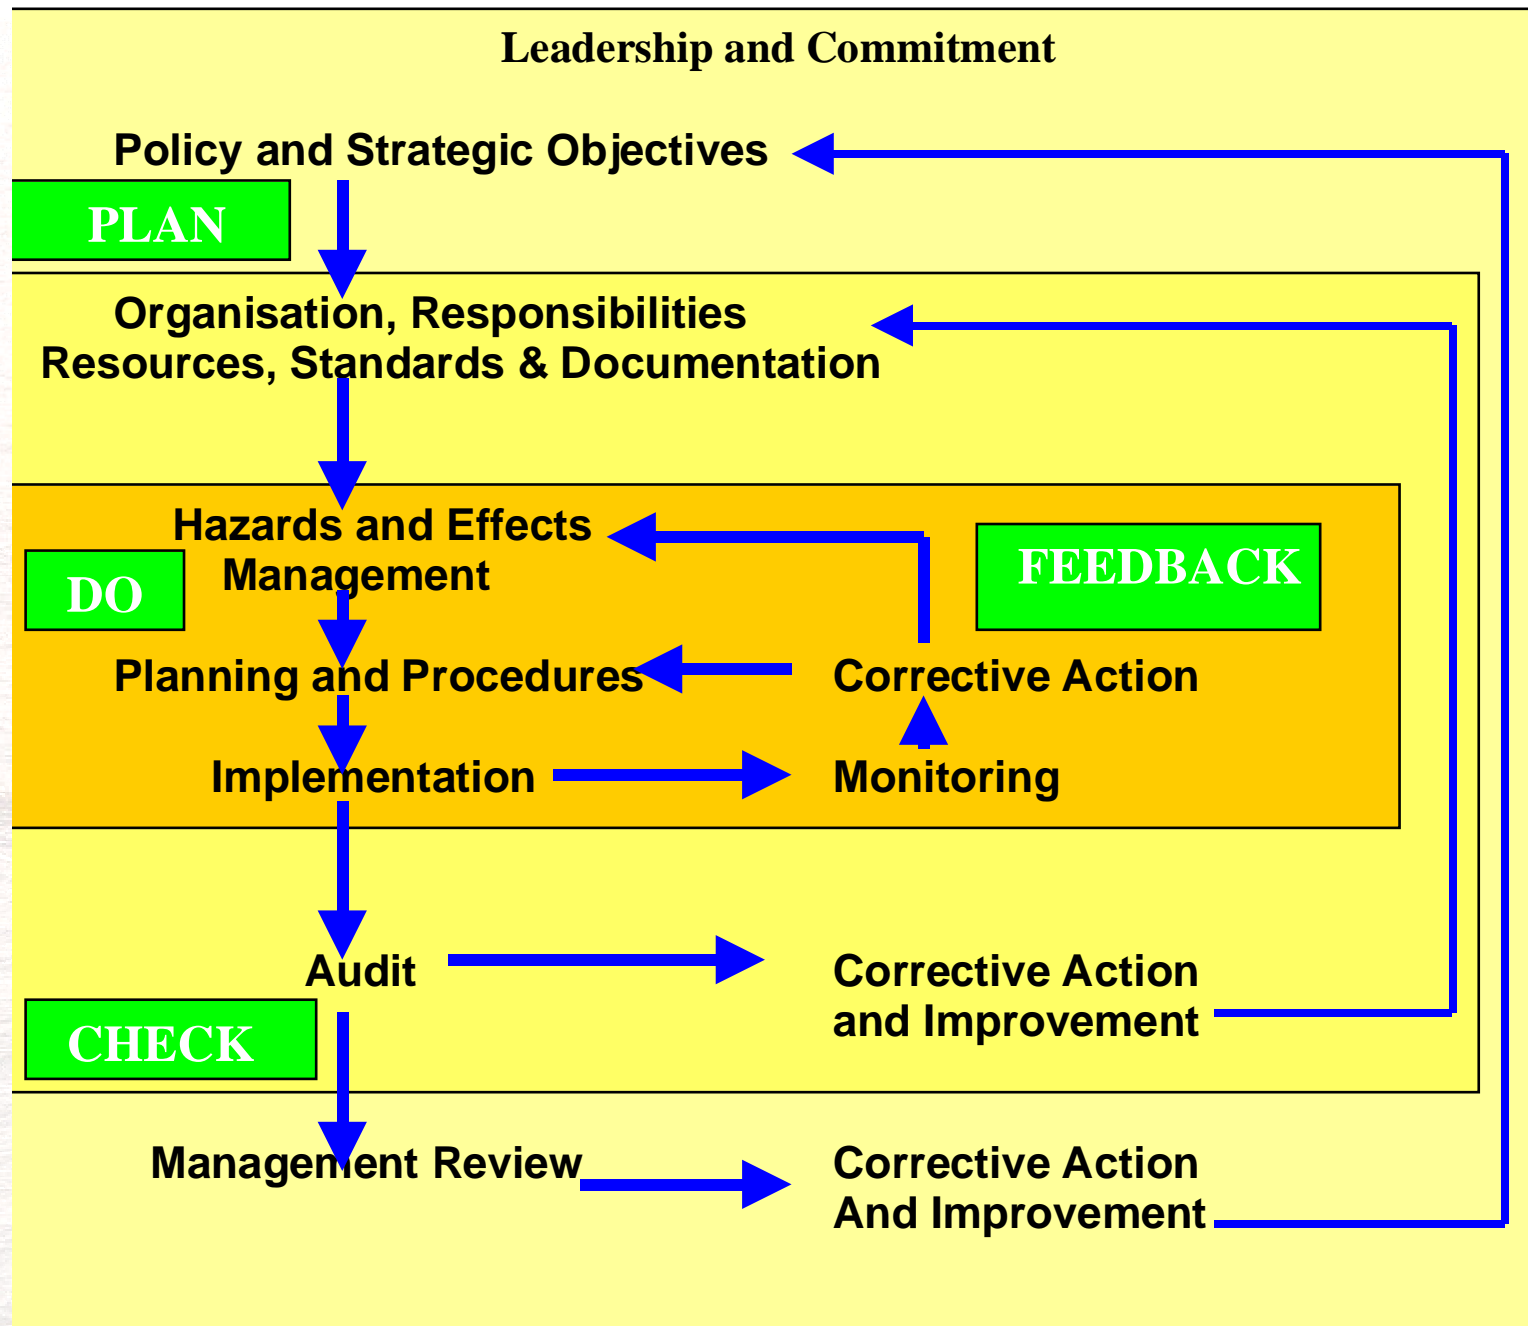 Leadership and Commitment
Policy and Strategic Objectives
PLAN
Organisation, Responsibilities
Resources, Standards & Documentation
Hazards and Effects
Management
DO
FEEDBACK
Planning and Procedures
Corrective Action
Implementation
Monitoring
Audit
Corrective Action
and Improvement
CHECK
Management Review
Corrective Action
And Improvement